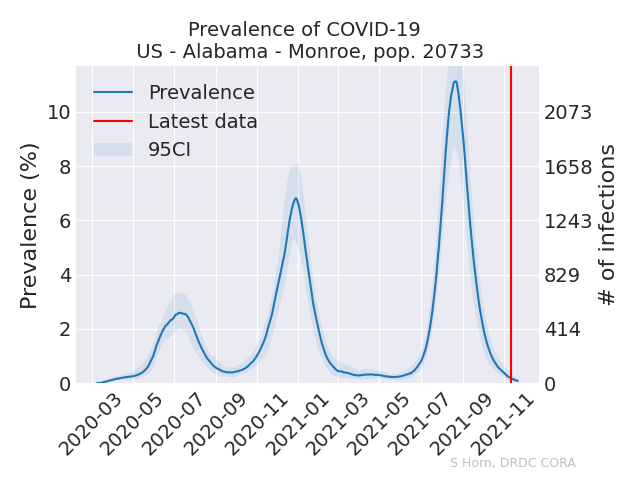 Prevalence of COVID-19
US - Alabama - Monroe, pop. 20733
Prevalence
Latest data
95CI
Prevalence (%)
10
8
6
4
2
0
# of infections
2073
1658
1243
829
414
0
2020-03
2020-05
2020-07
2020-09
2020-11
2021-01
2021-03
2021-05
2021-07
2021-09
2021-11
S Horn, DRDC CORA